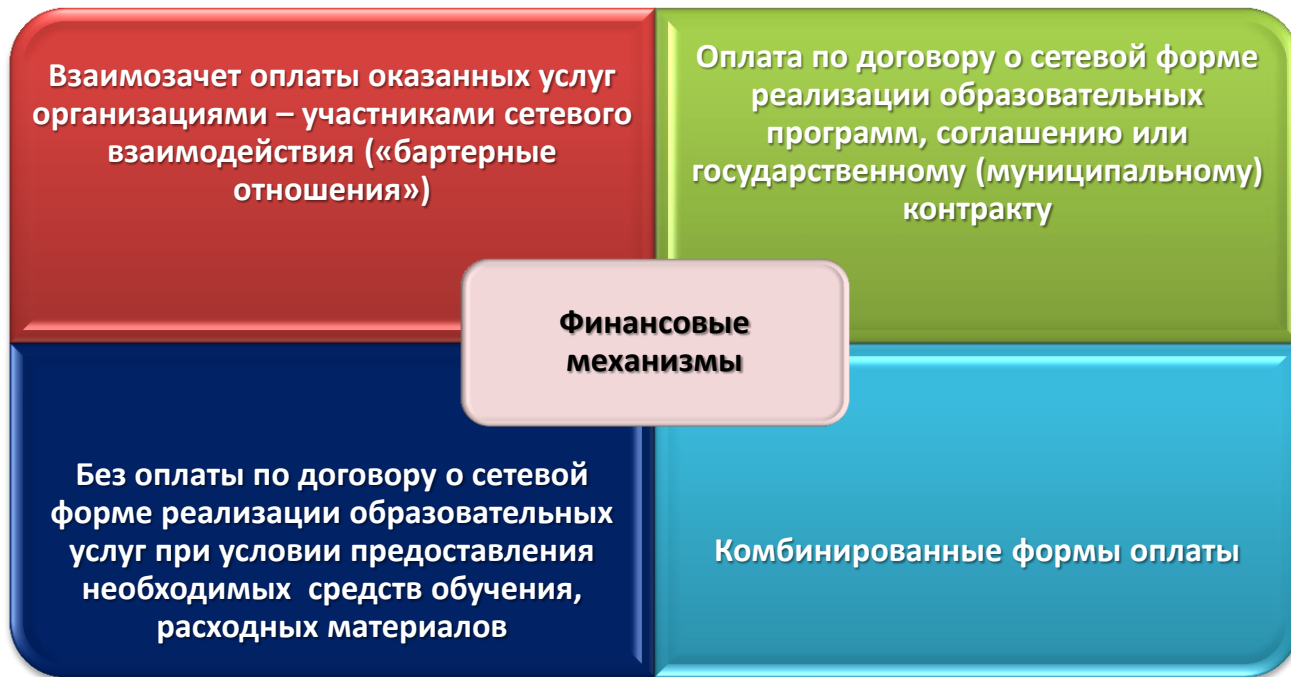 Взаимозачет оплаты оказанных услуг
организациями – участниками сетевого
взаимодействия («бартерные
отношения»)
Оплата по договору о сетевой форме
реализации образовательных
программ, соглашению или
государственному (муниципальному)
контракту
Финансовые
механизмы
Без оплаты по договору о сетевой
форме реализации образовательных
услуг при условии предоставления
необходимых средств обучения,
расходных материалов
Комбинированные формы оплаты